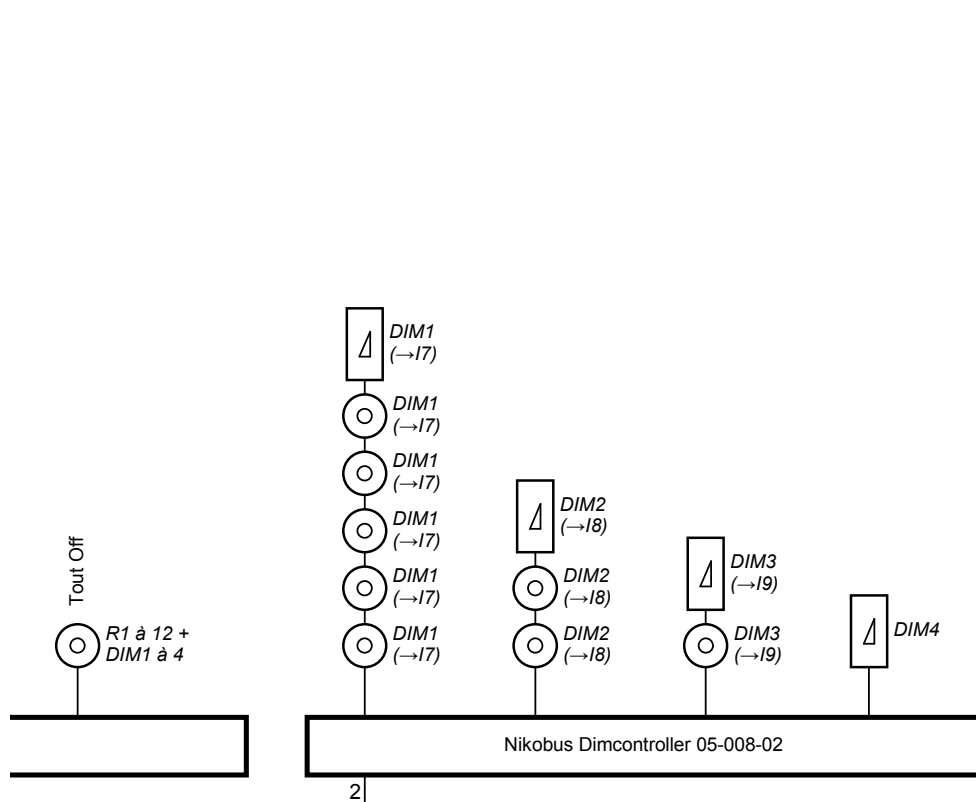 DIM1
(→I7)
DIM1
(→I7)
DIM1
(→I7)
DIM1
(→I7)
DIM1
(→I7)
DIM1
(→I7)
DIM2
(→I8)
DIM2
(→I8)
DIM2
(→I8)
DIM3
(→I9)
DIM3
(→I9)
DIM4
Tout Off
R1 à 12 +
DIM1 à 4
Nikobus Dimcontroller 05-008-02
2